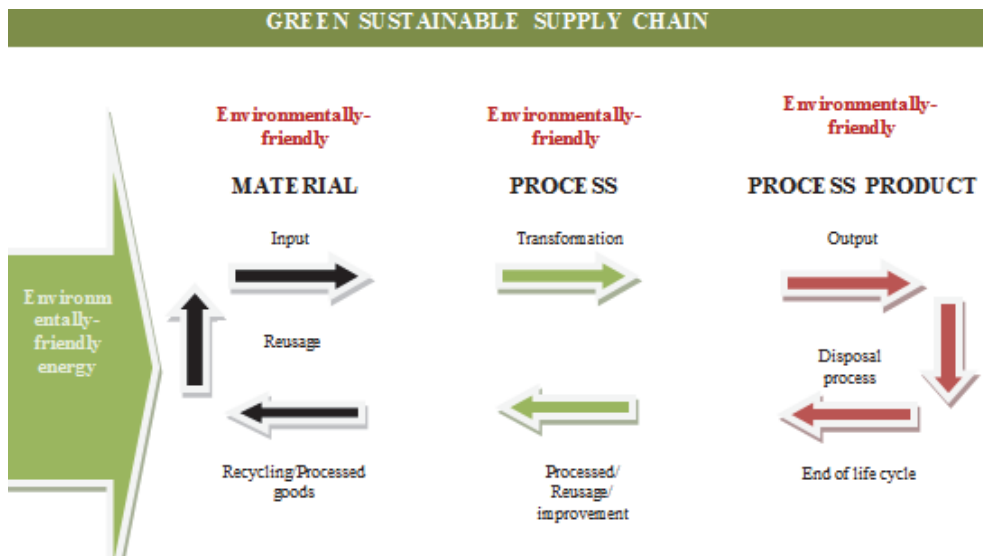 GREEN SUSTAINABLE SUPPLY CHAIN
Environmentally-
friendly
MATERIAL
Environmentally-
friendly
PROCESS
Environmentally-
friendly
PROCESS PRODUCT
Input
Transformation
Output
Environm
entally-
friendly
energy
Reusage
Disposal
process
Recycling/Processed
goods
Processed/
Reusage/
improvement
End of life cycle